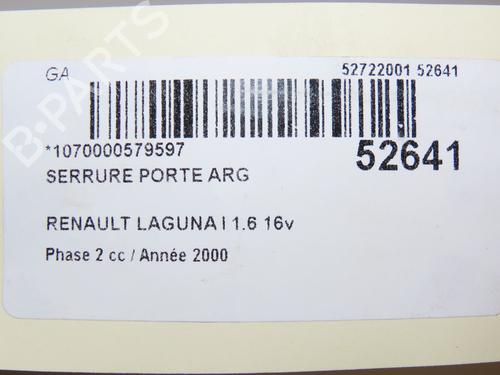 GA
52722001 52641
*1070000579597
52641
SERRURE PORTE ARG
RENAULT LAGUNA I 1.6 16v
Phase 2 cc / Année 2000
B-PARTS